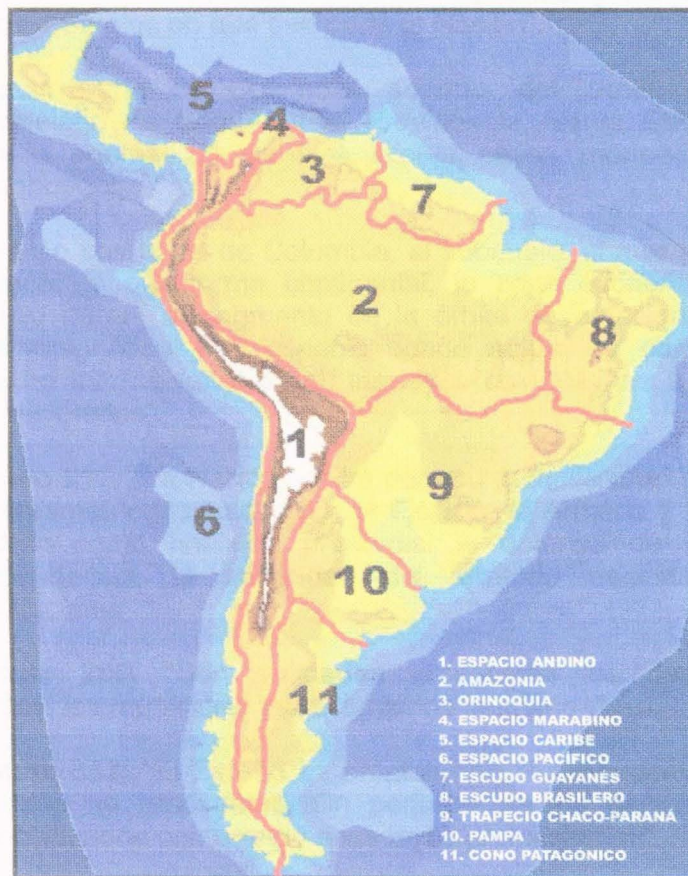 5
4
3
7
2
8
1
9
6
10
11
1. ESPACIO ANDINO
2. AMAZONIA
3. ORINOQUIA
4. ESPACIO MARABINO
5. ESPACIO CARIBE
6. ESPACIO PACÍFICO
7. ESCUDO GUAYANÉS
8. ESCUDO BRASILERO
9. TRAPECIO CHACO-PARANÁ
10. PAMPA
11. CONO PATAGÓNICO